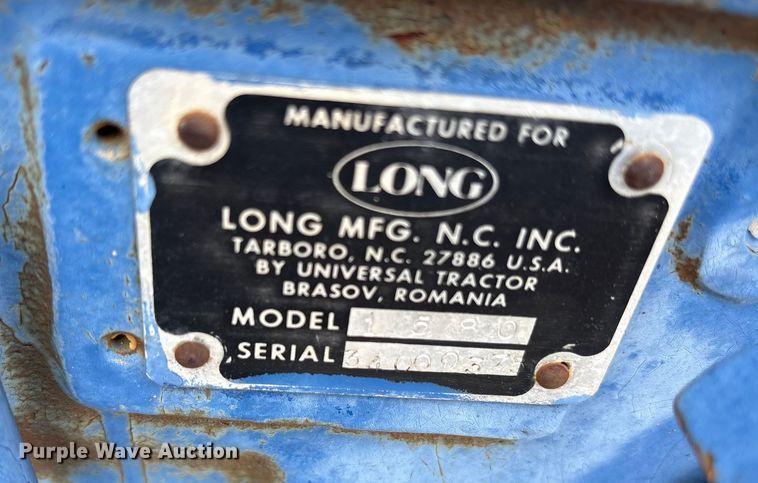 MANUFACTURED FOR
LONG
LONG MFG. N.C. INC.
TARBORO, N.C. 27886 U.S.A.
BY UNIVERSAL TRACTOR
BRASOV, ROMANIA
MODEL
SERIAL
Purple Wave Auction